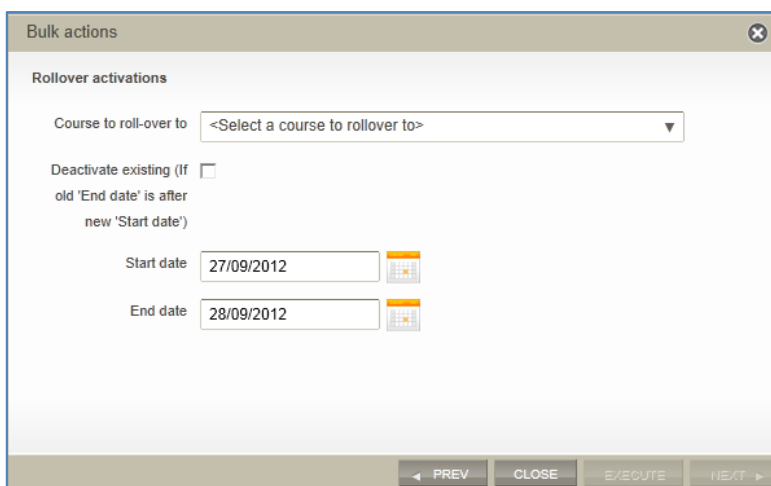 Bulk actions
Rollover activations
Course to roll-over to <Select a course to rollover to>
Deactivate existing (If
old 'End date' is after
new 'Start date')
Start date 27/09/2012
End date 28/09/2012
PREV CLOSE EXECUTE NEXT